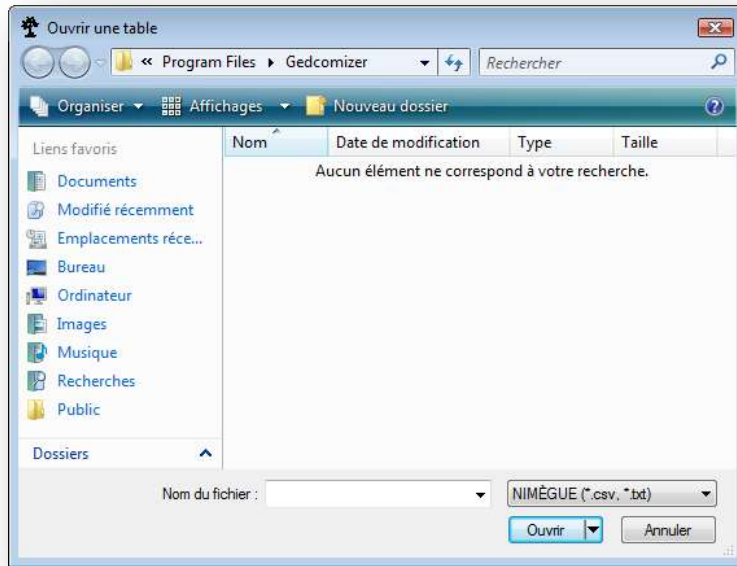 Ouvrir une table
« Program Files Gedcomizer
Rechercher
Organiser Affichages Nouveau dossier ?
Liens favoris
Nom Date de modification Type Taille
Aucun élément ne correspond à votre recherche.
Documents
Modifié récemment
Emplacements réce...
Bureau
Ordinateur
Images
Musique
Recherches
Public
Dossiers
Nom du fichier :
NIMÈGUE (*.csv, *.txt)
Ouvrir Annuler